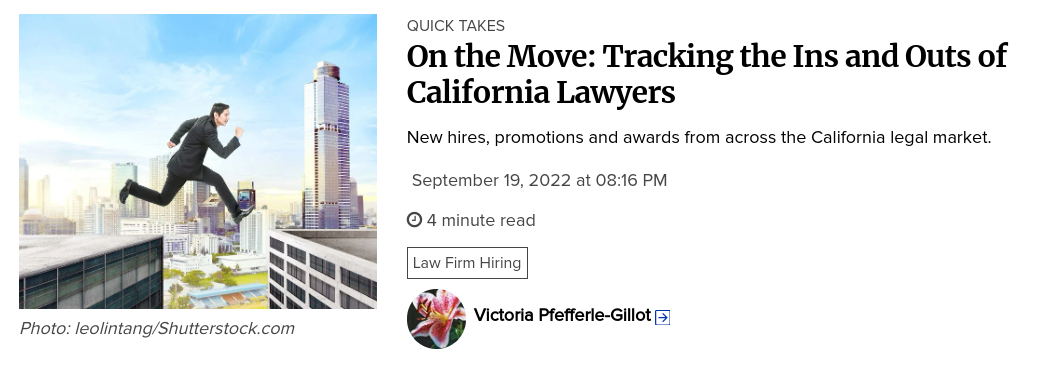 QUICK TAKES
On the Move: Tracking the Ins and Outs of
California Lawyers
New hires, promotions and awards from across the California legal market.
September 19, 2022 at 08:16 PM
4 minute read
Law Firm Hiring
Victoria Pfefferle-Gillot
Photo: leolintang/Shutterstock.com